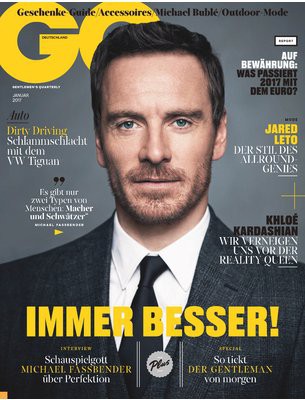 Geschenke-Guide/Accessoires/Michael Bublé/Outdoor-Mode
GQ
DEUTSCHLAND
GENTLEMEN'S QUARTERLY
JANUAR
2017
REPORT
AUF
BEWÄHRUNG:
WAS PASSIERT
2017 MIT
DEM EURO?
Auto
Dirty Driving
Schlammschlacht
mit dem
VW Tiguan
MODE
JARED
LETO
DER STIL DES
ALLROUND-
GENIES
"
Es gibt nur
zwei Typen von
Menschen: Macher
und Schwätzer"
MICHAEL FASSBENDER
KHLOÉ
KARDASHIAN
WIR VERNEIGEN
UNS VOR DER
REALITY QUEEN
IMMER BESSER!
INTERVIEW
Schauspielgott
MICHAEL FASSBENDER
über Perfektion
Plus
SPECIAL
So tickt
DER GENTLEMAN
von morgen